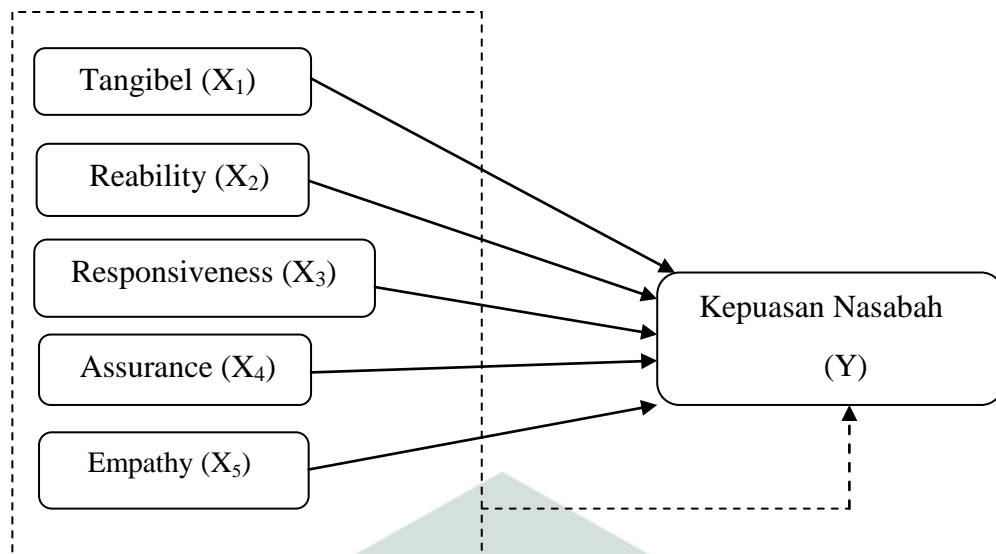 Tangibel (X₁)
Reability (X₂)
Responsiveness (X₃)
Assurance (X₄)
Empathy (X₅)
Kepuasan Nasabah
(Y)